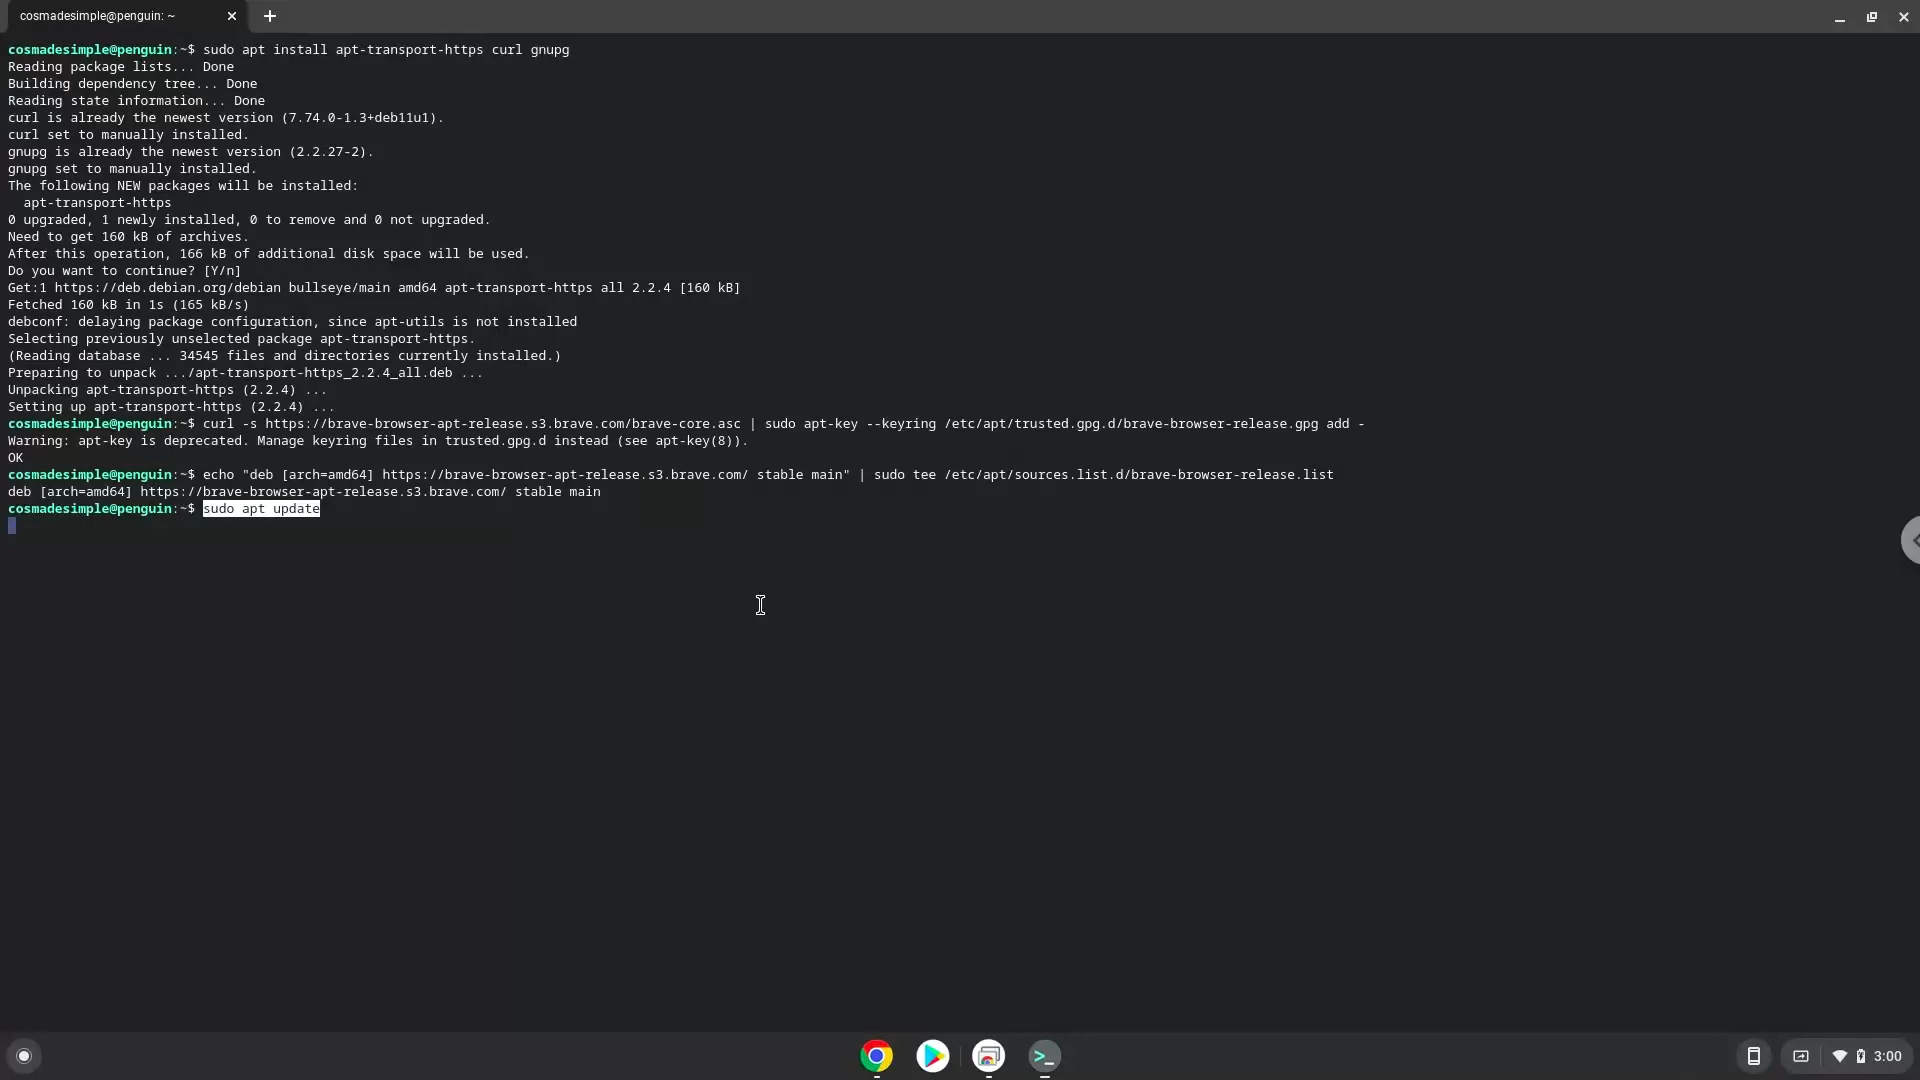 cosmadesimple@penguin: ~
cosmadesimple@penguin:~$ sudo apt install apt-transport-https curl gnupg
Reading package lists... Done
Building dependency tree... Done
Reading state information... Done
curl is already the newest version (7.74.0-1.3+deb11u1).
curl set to manually installed.
gnupg is already the newest version (2.2.27-2).
gnupg set to manually installed.
The following NEW packages will be installed:
  apt-transport-https
0 upgraded, 1 newly installed, 0 to remove and 0 not upgraded.
Need to get 160 kB of archives.
After this operation, 166 kB of additional disk space will be used.
Do you want to continue? [Y/n]
Get:1 https://deb.debian.org/debian bullseye/main amd64 apt-transport-https all 2.2.4 [160 kB]
Fetched 160 kB in 1s (165 kB/s)
debconf: delaying package configuration, since apt-utils is not installed
Selecting previously unselected package apt-transport-https.
(Reading database ... 34545 files and directories currently installed.)
Preparing to unpack .../apt-transport-https_2.2.4_all.deb ...
Unpacking apt-transport-https (2.2.4) ...
Setting up apt-transport-https (2.2.4) ...
cosmadesimple@penguin:~$ curl -s https://brave-browser-apt-release.s3.brave.com/brave-core.asc | sudo apt-key --keyring /etc/apt/trusted.gpg.d/brave-browser-release.gpg add -
Warning: apt-key is deprecated. Manage keyring files in trusted.gpg.d instead (see apt-key(8)).
OK
cosmadesimple@penguin:~$ echo "deb [arch=amd64] https://brave-browser-apt-release.s3.brave.com/ stable main" | sudo tee /etc/apt/sources.list.d/brave-browser-release.list
deb [arch=amd64] https://brave-browser-apt-release.s3.brave.com/ stable main
cosmadesimple@penguin:~$ sudo apt update
3:00